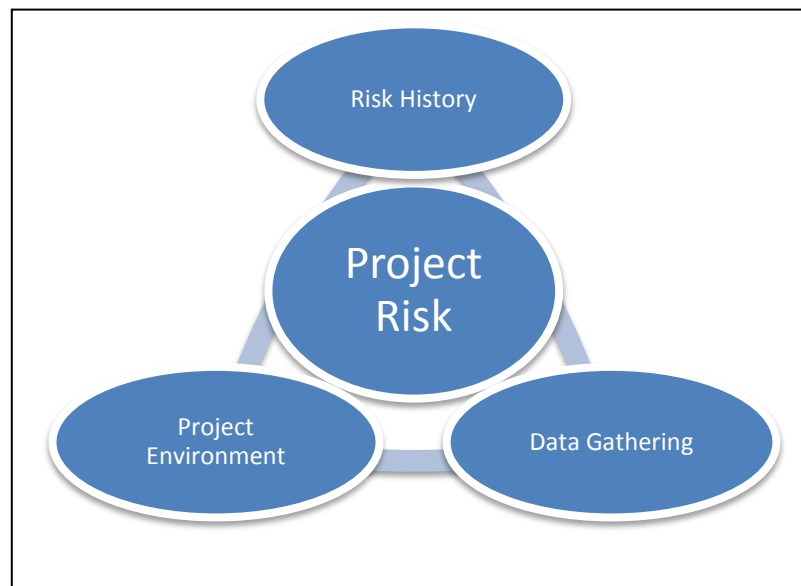 Risk History
Project
Risk
Project
Environment
Data Gathering